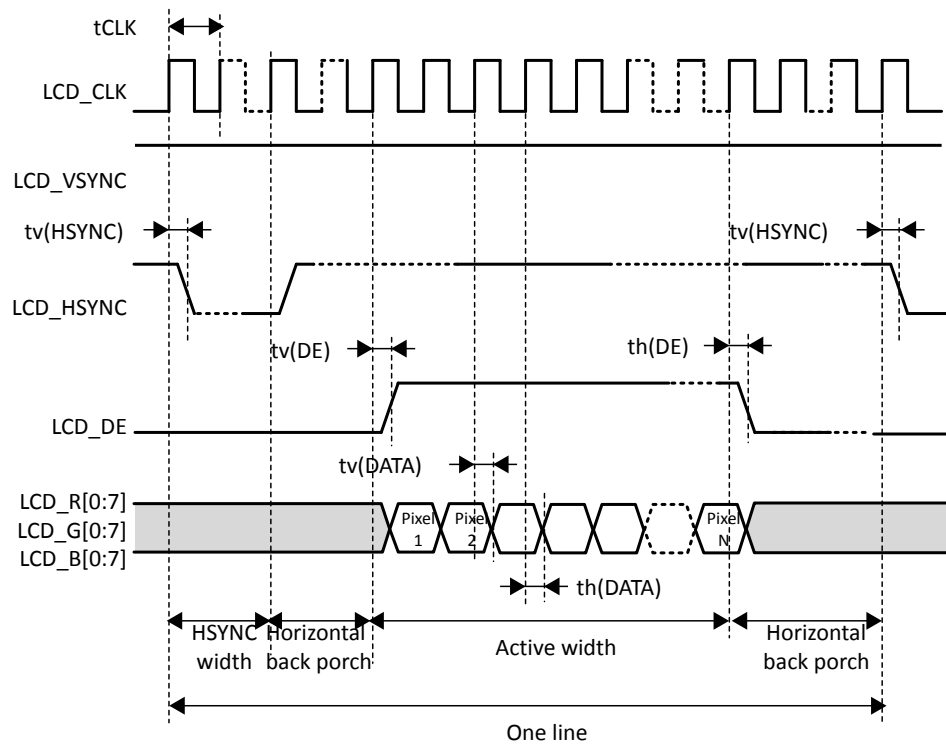 tCLK
LCD_CLK
LCD_VSYNC
tv(HSYNC)
tv(HSYNC)
LCD_HSYNC
tv(DE)
th(DE)
LCD_DE
tv(DATA)
LCD_R[0:7]
LCD_G[0:7]
LCD_B[0:7]
Pixel
1
Pixel
2
Pixel
N
th(DATA)
HSYNC
width
Horizontal
back porch
Active width
Horizontal
back porch
One line